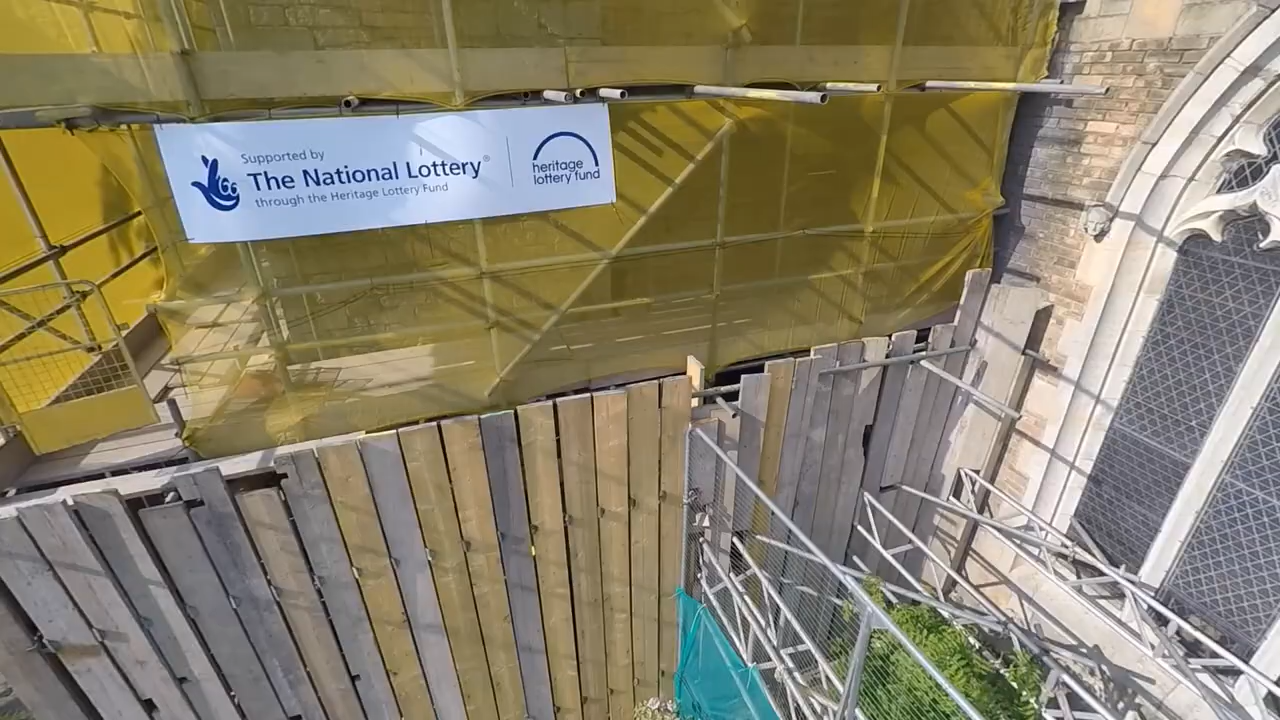 Supported by
The National Lottery®
through the Heritage Lottery Fund
heritage
lottery fund